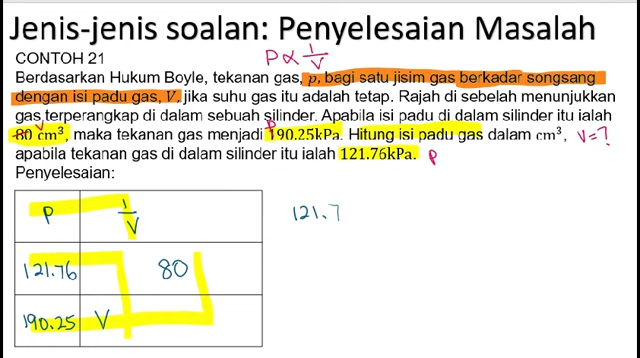 Jenis-jenis soalan: Penyelesaian Masalah
CONTOH 21
P ∝ 1/V
Berdasarkan Hukum Boyle, tekanan gas, p, bagi satu jisim gas berkadar songsang
dengan isi padu gas, V, jika suhu gas itu adalah tetap. Rajah di sebelah menunjukkan
gas terperangkap di dalam sebuah silinder. Apabila isi padu di dalam silinder itu ialah
V P
80 cm³, maka tekanan gas menjadi 190.25kPa. Hitung isi padu gas dalam cm³, V=?
apabila tekanan gas di dalam silinder itu ialah 121.76kPa. P
Penyelesaian:
P 1/V
121.7
121.76 80
190.25 V